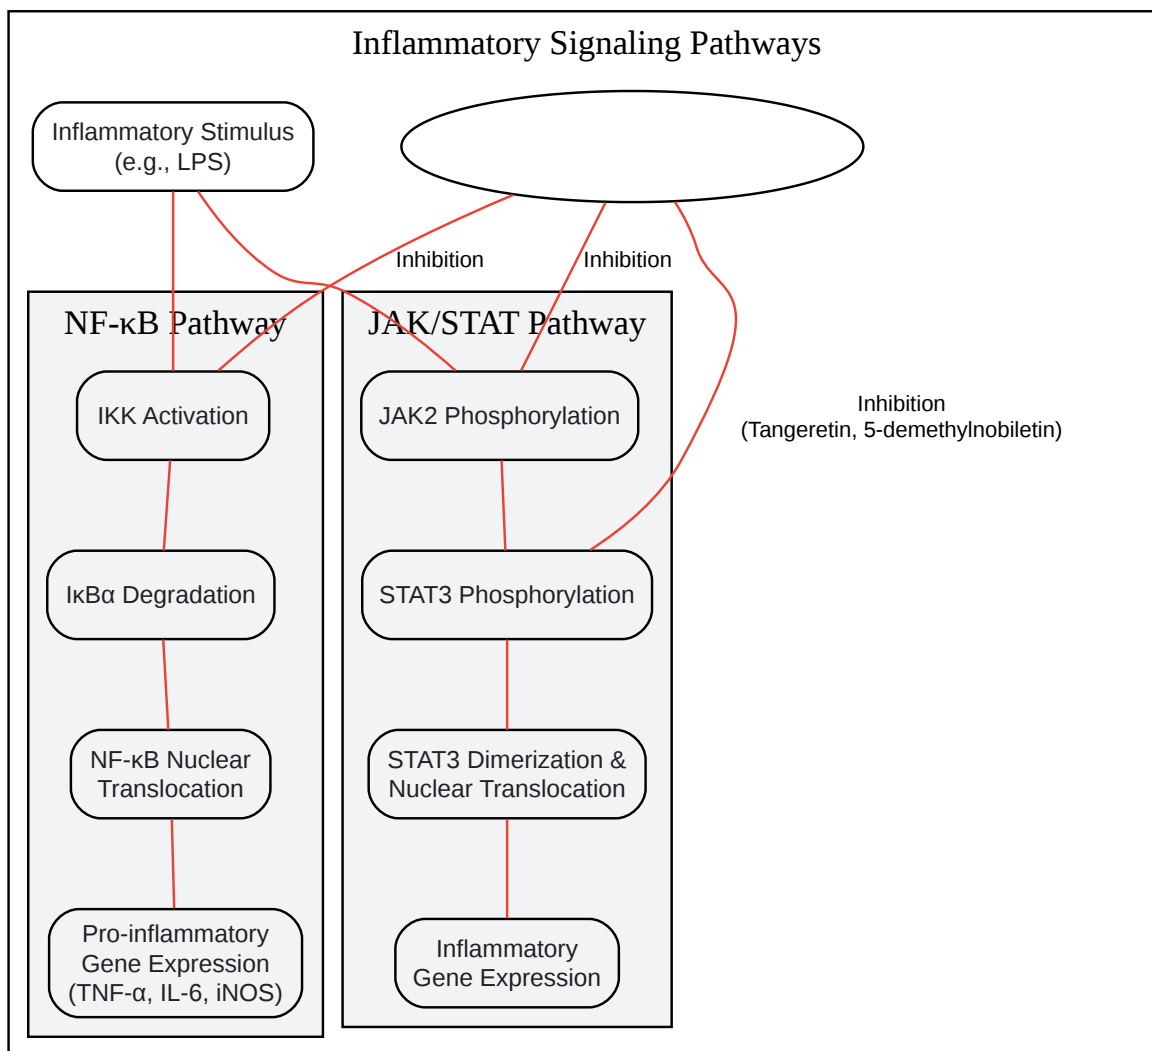 Inflammatory Signaling Pathways
Inflammatory Stimulus
(e.g., LPS)
Inhibition
Inhibition
NF-κB Pathway
JAK/STAT Pathway
IKK Activation
JAK2 Phosphorylation
Inhibition
(Tangeretin, 5-demethylnobiletin)
IκBα Degradation
STAT3 Phosphorylation
NF-κB Nuclear
Translocation
STAT3 Dimerization &
Nuclear Translocation
Pro-inflammatory
Gene Expression
(TNF-α, IL-6, iNOS)
Inflammatory
Gene Expression